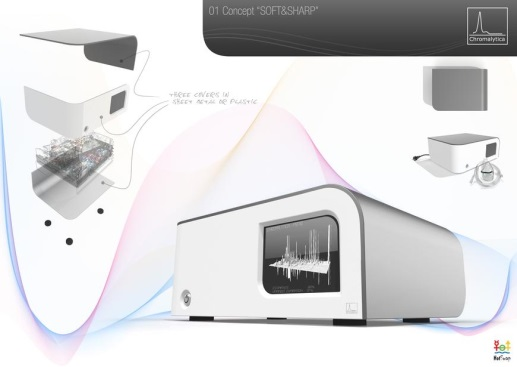 01 Concept "SOFT&SHARP"
Chromalytica
THREE COVERS IN
SHEET METAL OR PLASTIC